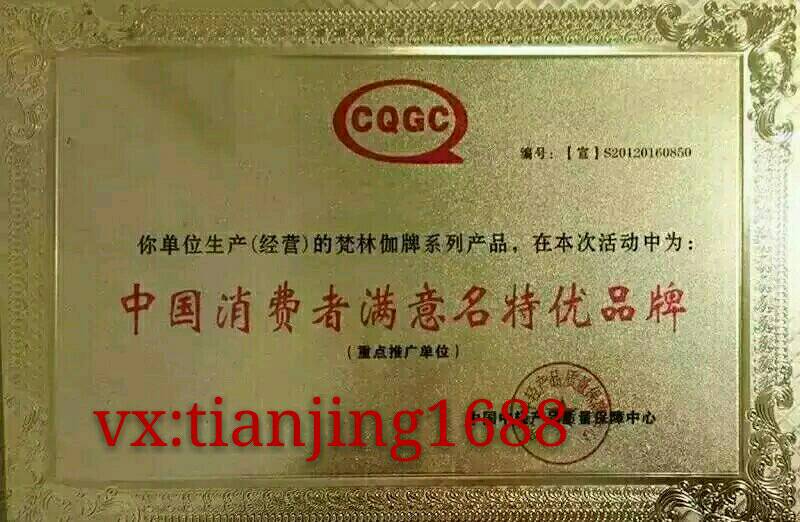 CQGC
编号:【宣】S20120160850
你单位生产(经营)的梵林伽牌系列产品,在本次活动中为:
中国消费者满意名特优品牌
(重点推广单位)
vx:tianjing1688
产品质量保障中心